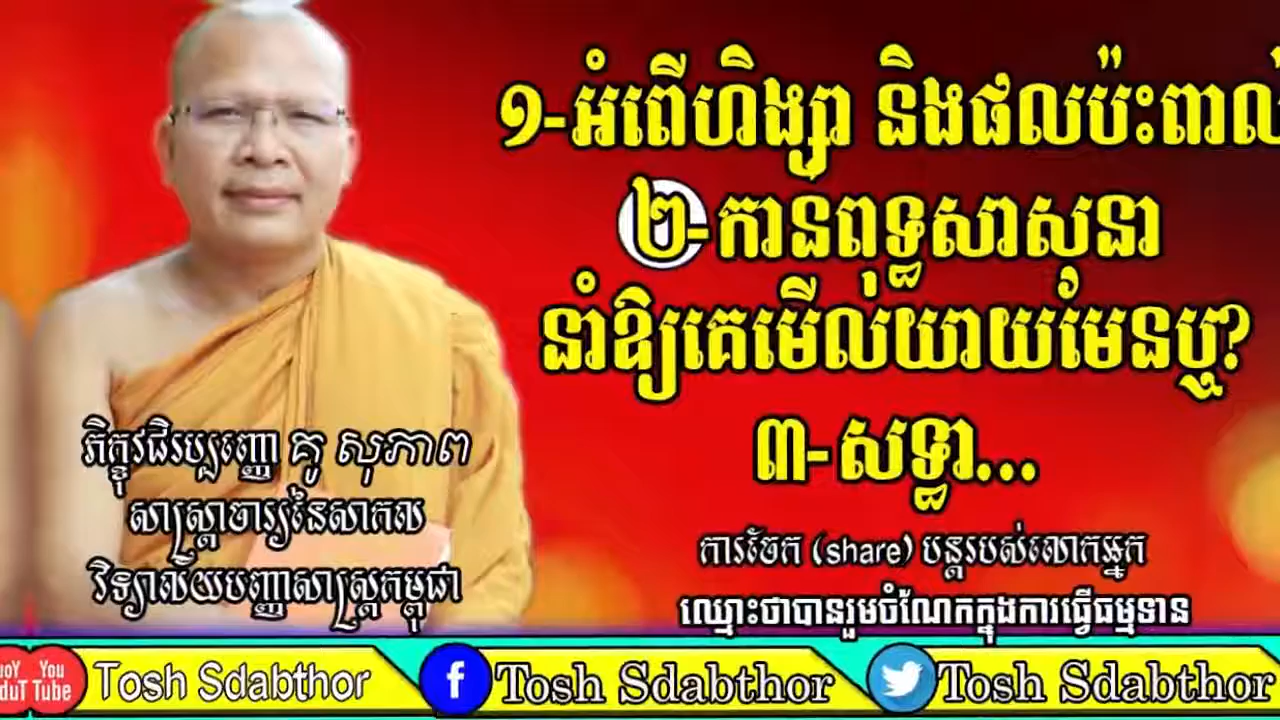 ១-អំពើហិង្សា និងផលប៉ះពាល់
២-កាន់ពុទ្ធសាសនា
នាំឱ្យគេមើលងាយមែនឬ?
៣-សទ្ធា...
ភិក្ខុវជិរប្បញ្ញោ គូ សុភាព
សាស្ត្រាចារ្យនៃសាកល
វិទ្យាល័យបញ្ញាសាស្ត្រកម្ពុជា
ការចែក (share) បន្តរបស់លោកអ្នក
ឈ្មោះថាបានរួមចំណែកក្នុងការធ្វើធម្មទាន
You Tube Tosh Sdabthor
Tosh Sdabthor
Tosh Sdabthor